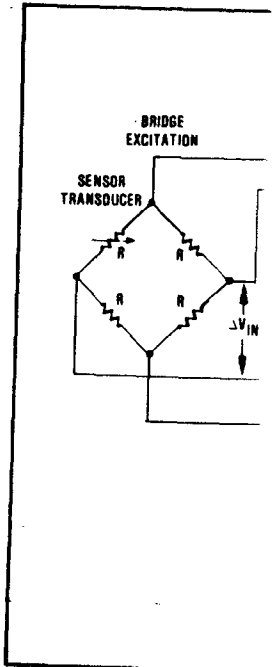 BRIDGE
EXCITATION
SENSOR
TRANSDUCER
R
R
R
R
ΔV IN